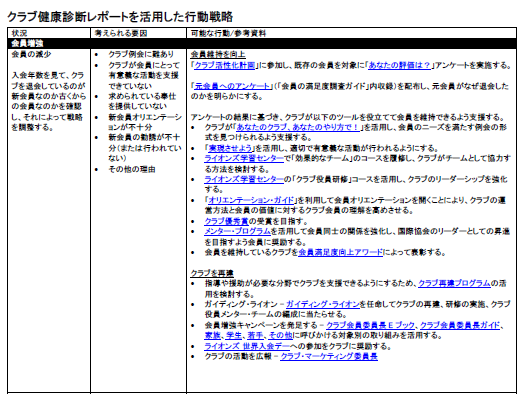 クラブ健康診断レポートを活用した行動戦略
状況
考えられる要因
可能な行動/参考資料
会員増強
会員の減少
入会年数を見て、クラ
ブを退会しているのが
新会員なのか古くから
の会員なのかを確認
し、それによって戦略
を調整する。
• クラブ例会に難あり
• クラブが会員にとって
有意義な活動を支援
できていない
• 求められている奉仕
を提供していない
• 新会員オリエンテーシ
ョンが不十分
• 新会員の勧誘が不十
分（または行われてい
ない）
• その他の理由
会員維持を向上
「クラブ活性化計画」に参加し、既存の会員を対象に「あなたの評価は？」アンケートを実施する。
「元会員へのアンケート」（「会員の満足度調査ガイド」内収録）を配布し、元会員がなぜ退会した
のかを明らかにする。
アンケートの結果に基づき、クラブが以下のツールを役立てて会員を維持できるよう支援する。
• クラブが「あなたのクラブ、あなたのやり方で！」を活用し、会員のニーズを満たす例会の形
式を見つけられるよう支援する。
• 「実現させよう」を活用し、適切で有意義な活動が行われるようにする。
• ライオンズ学習センターで「効果的なチーム」のコースを履修し、クラブがチームとして協力す
る方法を検討する。
• ライオンズ学習センターの「クラブ役員研修」コースを活用し、クラブのリーダーシップを強化
する。
• 「オリエンテーション・ガイド」を利用して会員オリエンテーションを開くことにより、クラブの運
営方法と会員の価値に対するクラブ会員の理解を高めさせる。
• クラブ優秀賞の受賞を目指す。
• メンター・プログラムを活用して会員同士の関係を強化し、国際協会のリーダーとしての昇進
を目指すよう会員に奨励する。
• 会員を維持しているクラブを会員満足度向上アワードによって表彰する。
クラブを再建
• 指導や援助が必要な分野でクラブを支援できるようにするため、クラブ再建プログラムの活
用を検討する。
• ガイディング・ライオン – ガイディング・ライオンを任命してクラブの再建、研修の実施、クラブ
役員メンター・チームの編成に当たらせる。
• 会員増強キャンペーンを発足する – クラブ会員委員長Eブック、クラブ会員委員長ガイド、
家族、学生、若手、その他に呼びかける対象別の取り組みを活用する。
• ライオンズ 世界入会デーへの参加をクラブに奨励する。
• クラブの活動を広報 – クラブ・マーケティング委員長